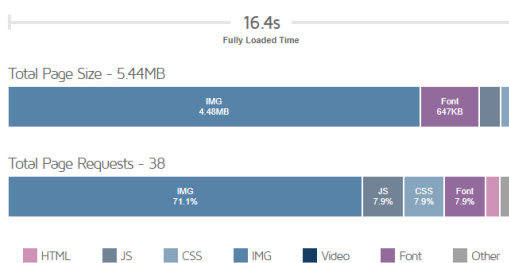 16.4s
Fully Loaded Time
Total Page Size - 5.44MB
IMG Font
4.48MB 647KB
Total Page Requests - 38
IMG JS CSS Font
71.1% 7.9% 7.9% 7.9%
HTML JS CSS IMG Video Font Other